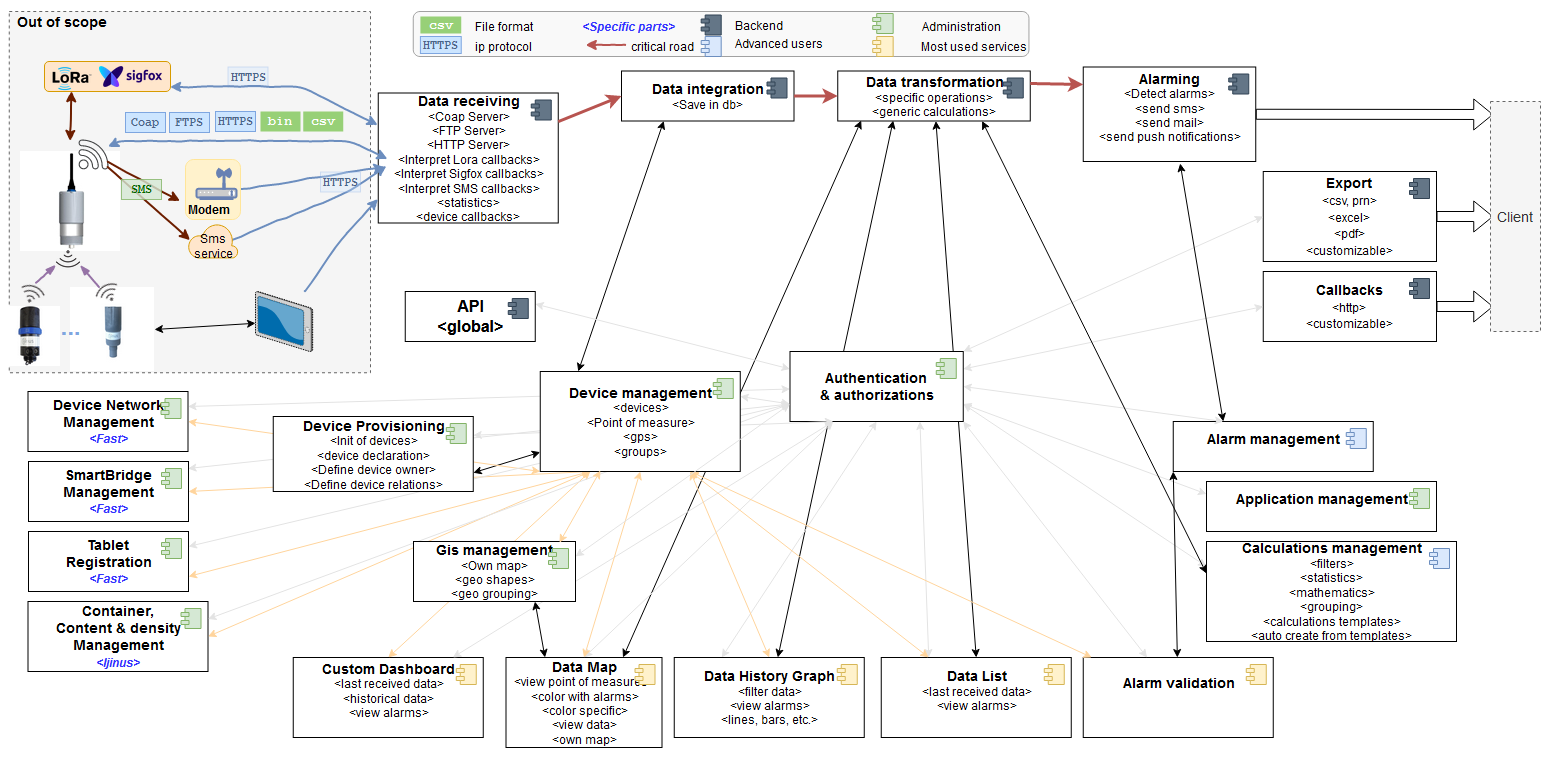 Out of scope
csv
File format
<Specific parts>
Backend
Administration
HTTPS
ip protocol
critical road
Advanced users
Most used services
LoRa
sigfox
HTTPS
Coap
FTPS
HTTPS
bin
csv
SMS
Modem
HTTPS
Sms
service
...
Data receiving
<Coap Server>
<FTP Server>
<HTTP Server>
<Interpret Lora callbacks>
<Interpret Sigfox callbacks>
<Interpret SMS callbacks>
<statistics>
<device callbacks>
Data integration
<Save in db>
Data transformation
<specific operations>
<generic calculations>
Alarming
<Detect alarms>
<send sms>
<send mail>
<send push notifications>
Export
<csv, prn>
<excel>
<pdf>
<customizable>
Client
Callbacks
<http>
<customizable>
API
<global>
Authentication
& authorizations
Device management
<devices>
<Point of measure>
<gps>
<groups>
Device Network
Management
<Fast>
Device Provisioning
<Init of devices>
<device declaration>
<Define device owner>
<Define device relations>
SmartBridge
Management
<Fast>
Tablet
Registration
<Fast>
Container,
Content & density
Management
<Ijinus>
Gis management
<Own map>
<geo shapes>
<geo grouping>
Alarm management
Application management
Calculations management
<filters>
<statistics>
<mathematics>
<grouping>
<calculations templates>
<auto create from templates>
Custom Dashboard
<last received data>
<historical data>
<view alarms>
Data Map
<view point of measure>
<color with alarms>
<color specific>
<view data>
<own map>
Data History Graph
<filter data>
<view alarms>
<lines, bars, etc.>
Data List
<last received data>
<view alarms>
Alarm validation